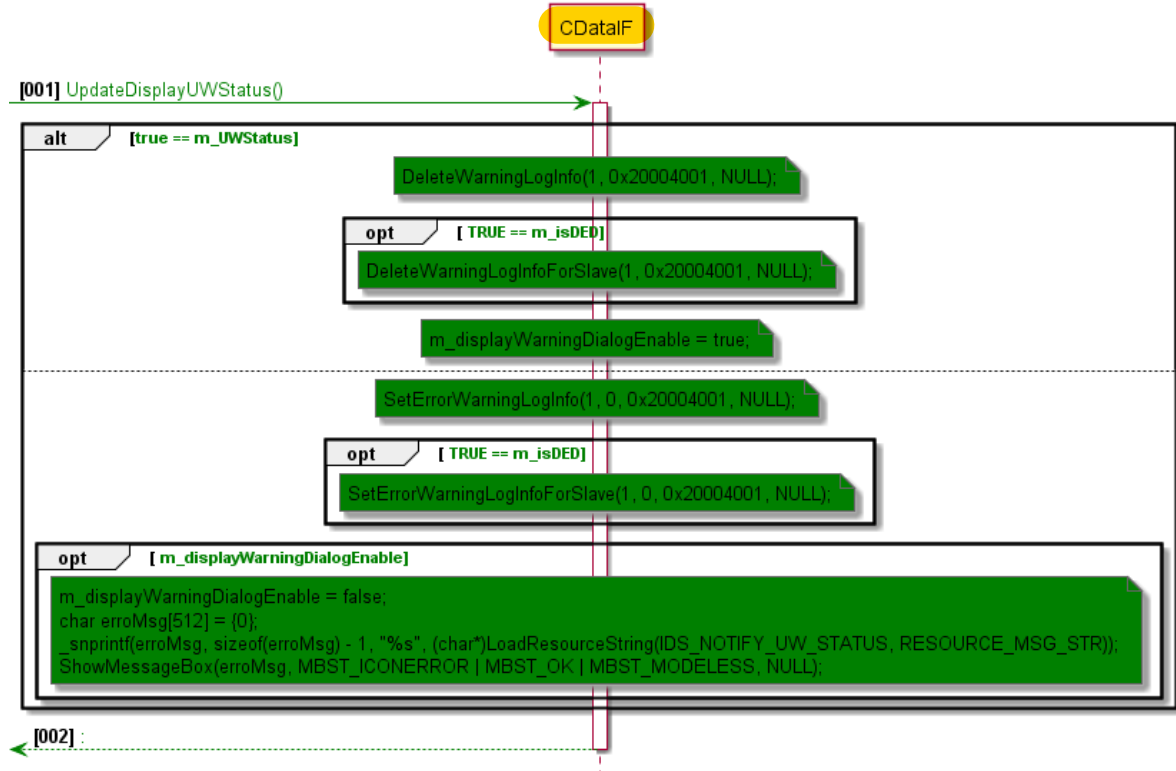 CDataIF
[001] UpdateDisplayUWStatus()
alt [true == m_UWStatus]
DeleteWarningLogInfo(1, 0x20004001, NULL);
opt [ TRUE == m_isDED]
DeleteWarningLogInfoForSlave(1, 0x20004001, NULL);
m_displayWarningDialogEnable = true;
SetErrorWarningLogInfo(1, 0, 0x20004001, NULL);
opt [ TRUE == m_isDED]
SetErrorWarningLogInfoForSlave(1, 0, 0x20004001, NULL);
opt [ m_displayWarningDialogEnable]
m_displayWarningDialogEnable = false;
char erroMsg[512] = {0};
_snprintf(erroMsg, sizeof(erroMsg) - 1, "%s", (char*)LoadResourceString(IDS_NOTIFY_UW_STATUS, RESOURCE_MSG_STR));
ShowMessageBox(erroMsg, MBST_ICONERROR | MBST_OK | MBST_MODELESS, NULL);
[002] :